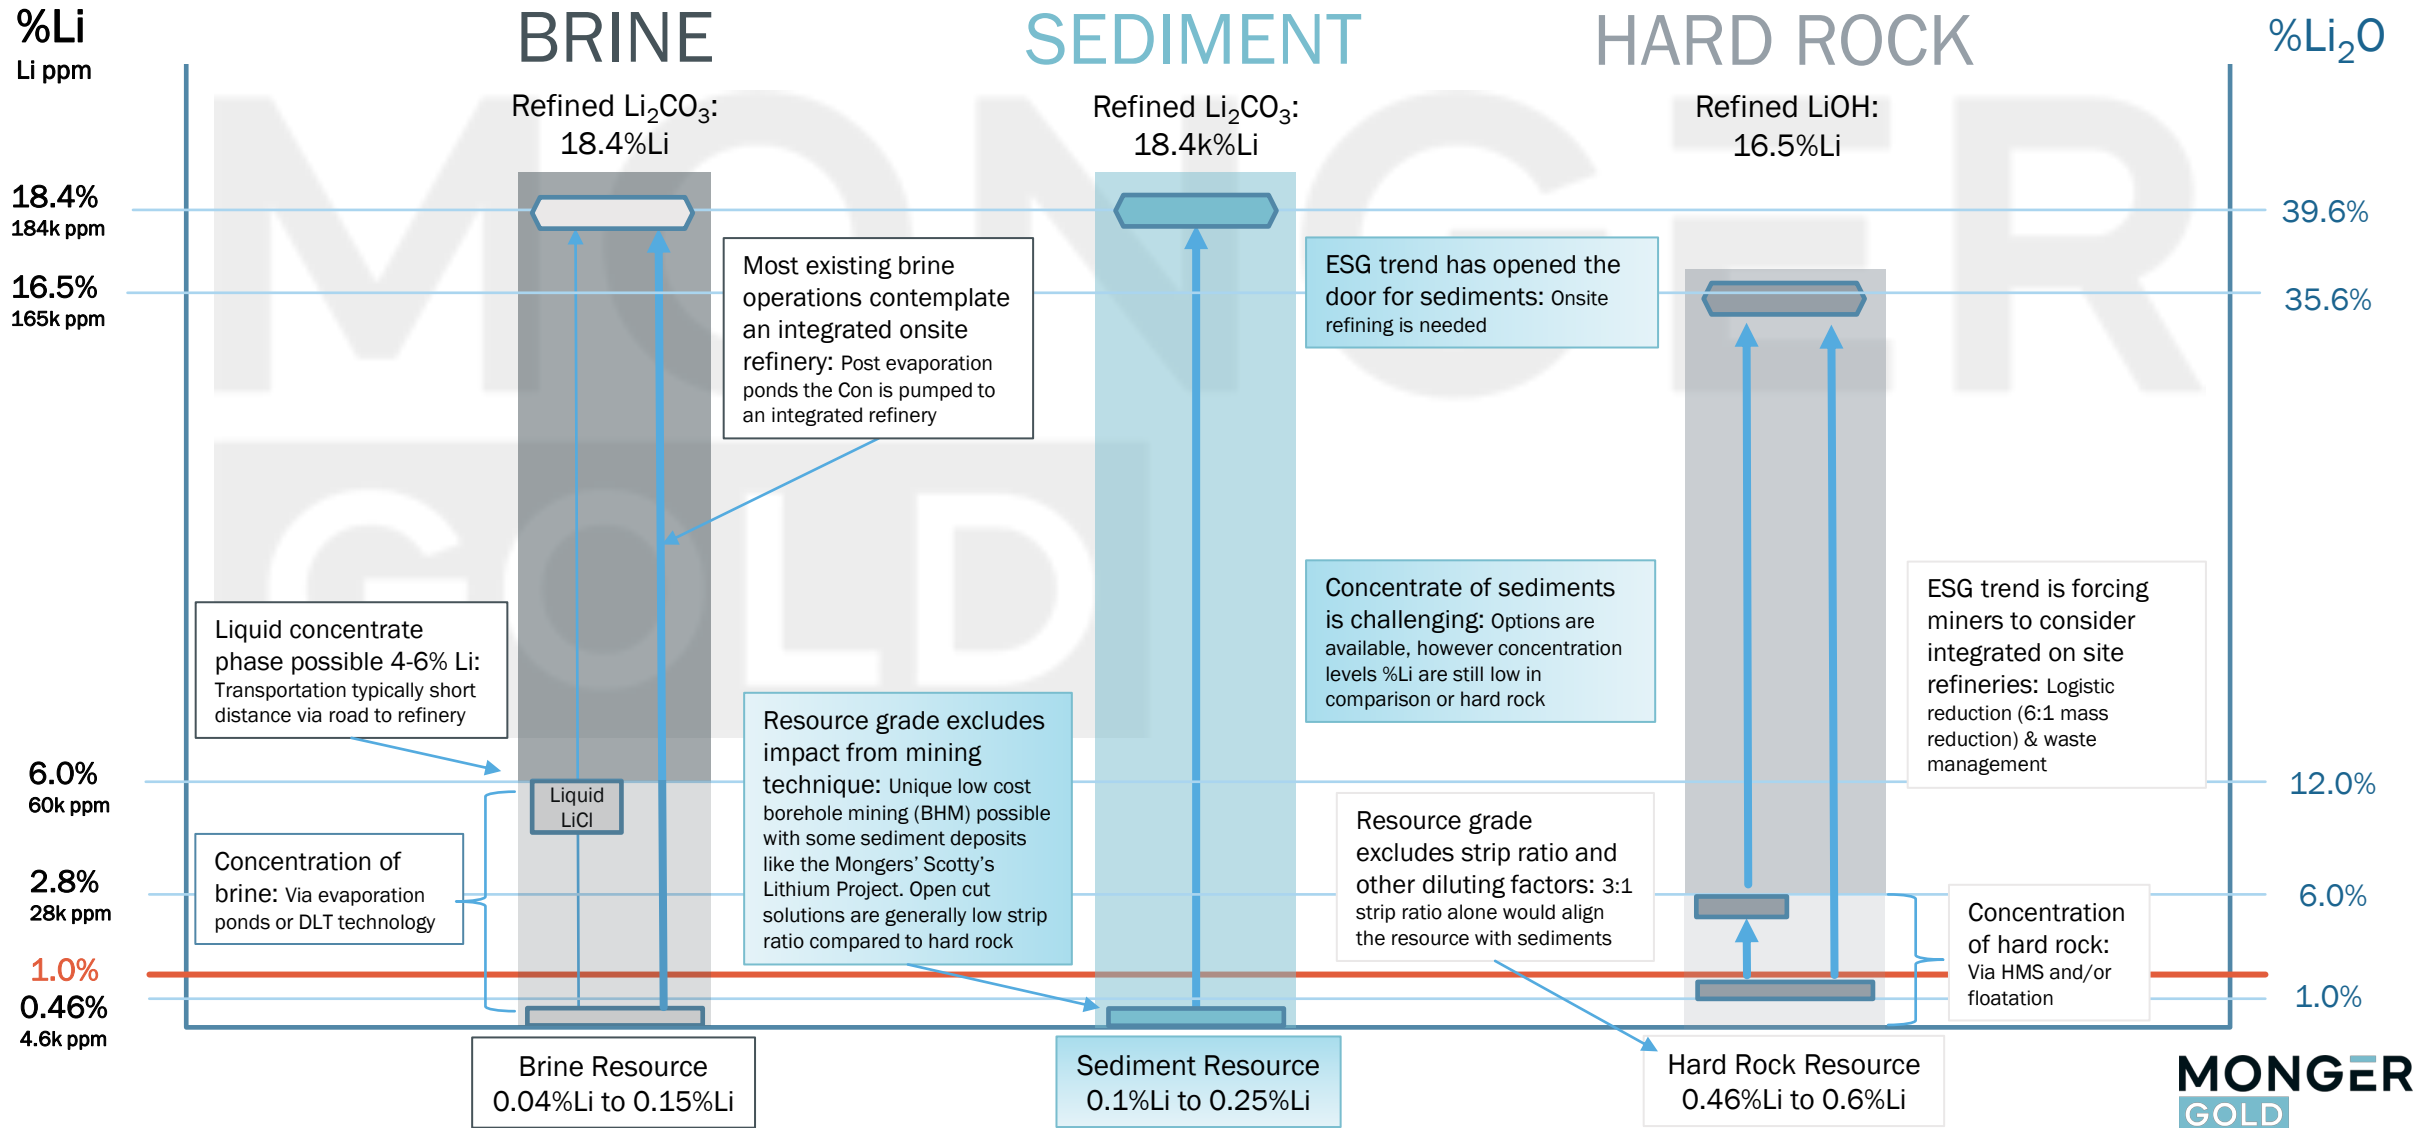 %Li
Li ppm
BRINE
SEDIMENT
HARD ROCK
%Li₂O
Refined Li₂CO₃:
18.4%Li
Refined Li₂CO₃:
18.4k%Li
Refined LiOH:
16.5%Li
18.4%
184k ppm
39.6%
16.5%
165k ppm
35.6%
Most existing brine
operations contemplate
an integrated onsite
refinery: Post evaporation
ponds the Con is pumped to
an integrated refinery
ESG trend has opened the
door for sediments: Onsite
refining is needed
Liquid concentrate
phase possible 4-6% Li:
Transportation typically short
distance via road to refinery
Concentrate of sediments
is challenging: Options are
available, however concentration
levels %Li are still low in
comparison or hard rock
ESG trend is forcing
miners to consider
integrated on site
refineries: Logistic
reduction (6:1 mass
reduction) & waste
management
Resource grade excludes
impact from mining
technique: Unique low cost
borehole mining (BHM) possible
with some sediment deposits
like the Mongers' Scotty's
Lithium Project. Open cut
solutions are generally low strip
ratio compared to hard rock
6.0%
60k ppm
Liquid
LiCl
12.0%
Resource grade
excludes strip ratio and
other diluting factors: 3:1
strip ratio alone would align
the resource with sediments
Concentration of
brine: Via evaporation
ponds or DLT technology
2.8%
28k ppm
6.0%
Concentration
of hard rock:
Via HMS and/or
floatation
1.0%
0.46%
4.6k ppm
1.0%
Brine Resource
0.04%Li to 0.15%Li
Sediment Resource
0.1%Li to 0.25%Li
Hard Rock Resource
0.46%Li to 0.6%Li
MONGER
GOLD
MONGER
GOLD